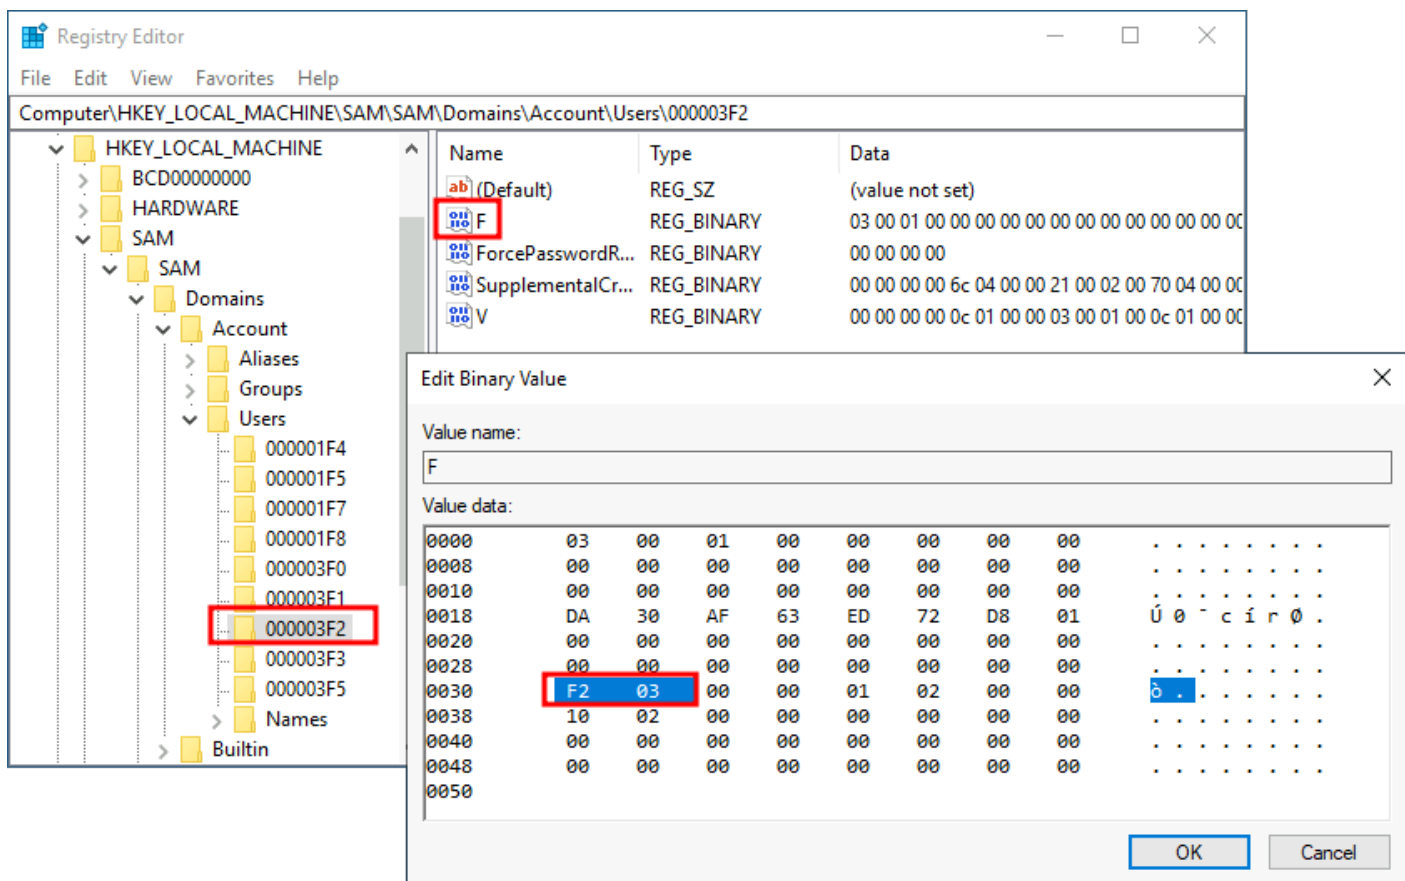 Registry Editor
File Edit View Favorites Help
Computer\HKEY_LOCAL_MACHINE\SAM\SAM\Domains\Account\Users\000003F2
HKEY_LOCAL_MACHINE
BCD00000000
HARDWARE
SAM
SAM
Domains
Account
Aliases
Groups
Users
000001F4
000001F5
000001F7
000001F8
000003F0
000003F1
000003F2
000003F3
000003F5
Names
Builtin
Name Type Data
(Default) REG_SZ (value not set)
F REG_BINARY 03 00 01 00 00 00 00 00 00 00 00 00 00 00 00 00
ForcePasswordR... REG_BINARY 00 00 00 00
SupplementalCr... REG_BINARY 00 00 00 00 6c 04 00 00 21 00 02 00 70 04 00 00
V REG_BINARY 00 00 00 00 0c 01 00 00 03 00 01 00 0c 01 00 00
Edit Binary Value
Value name:
F
Value data:
0000 03 00 01 00 00 00 00 00 . . . . . . . .
0008 00 00 00 00 00 00 00 00 . . . . . . . .
0010 00 00 00 00 00 00 00 00 . . . . . . . .
0018 DA 30 AF 63 ED 72 D8 01 Ú 0 ¯ c í r Ø .
0020 00 00 00 00 00 00 00 00 . . . . . . . .
0028 00 00 00 00 00 00 00 00 . . . . . . . .
0030 F2 03 00 00 01 02 00 00 ò . . . . . . .
0038 10 02 00 00 00 00 00 00 . . . . . . . .
0040 00 00 00 00 00 00 00 00 . . . . . . . .
0048 00 00 00 00 00 00 00 00 . . . . . . . .
0050
OK Cancel